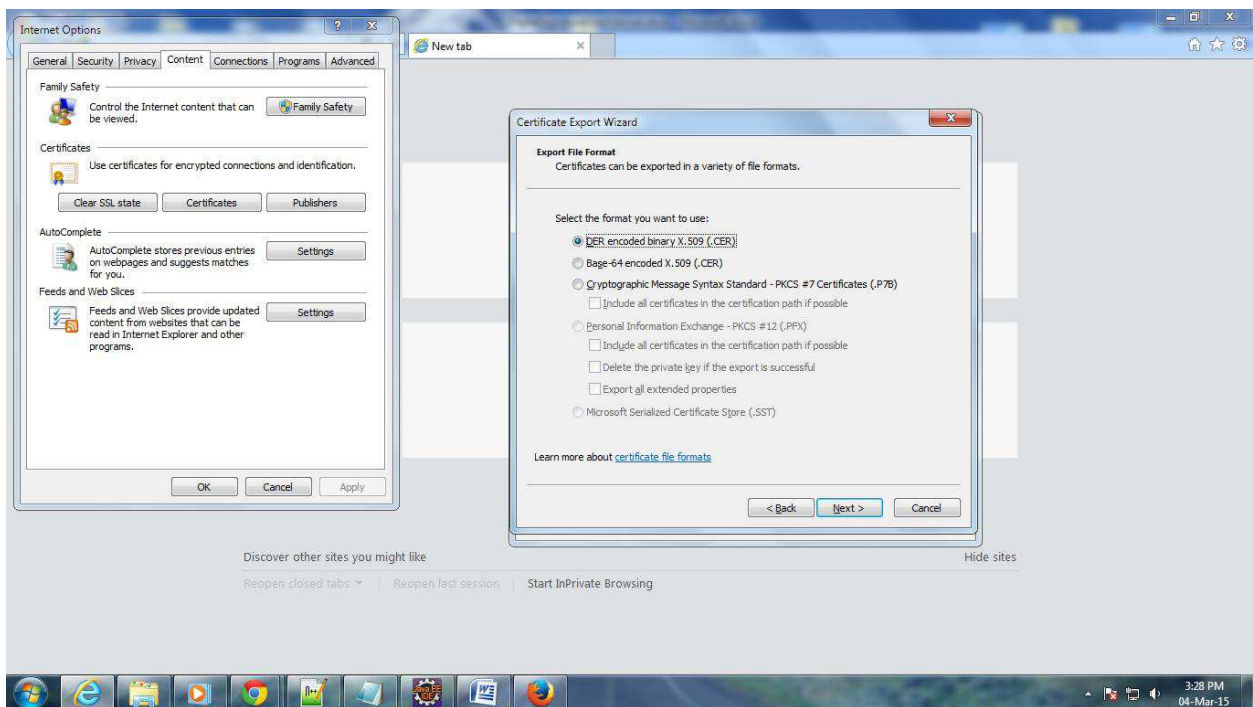 Internet Options
General
Security
Privacy
Content
Connections
Programs
Advanced
Family Safety
Control the Internet content that can
be viewed.
Family Safety
Certificates
Use certificates for encrypted connections and identification.
Clear SSL state
Certificates
Publishers
AutoComplete
AutoComplete stores previous entries
on webpages and suggests matches
for you.
Settings
Feeds and Web Slices
Feeds and Web Slices provide updated
content from websites that can be
read in Internet Explorer and other
programs.
Settings
OK
Cancel
Apply
New tab
Certificate Export Wizard
Export File Format
Certificates can be exported in a variety of file formats.
Select the format you want to use:
DER encoded binary X.509 (.CER)
Base-64 encoded X.509 (.CER)
Cryptographic Message Syntax Standard - PKCS #7 Certificates (.P7B)
Include all certificates in the certification path if possible
Personal Information Exchange - PKCS #12 (.PFX)
Include all certificates in the certification path if possible
Delete the private key if the export is successful
Export all extended properties
Microsoft Serialized Certificate Store (.SST)
Learn more about certificate file formats
< Back
Next >
Cancel
Discover other sites you might like
Hide sites
Reopen closed tabs
Reopen last session
Start InPrivate Browsing
Java EE
IDE
3:28 PM
04-Mar-15